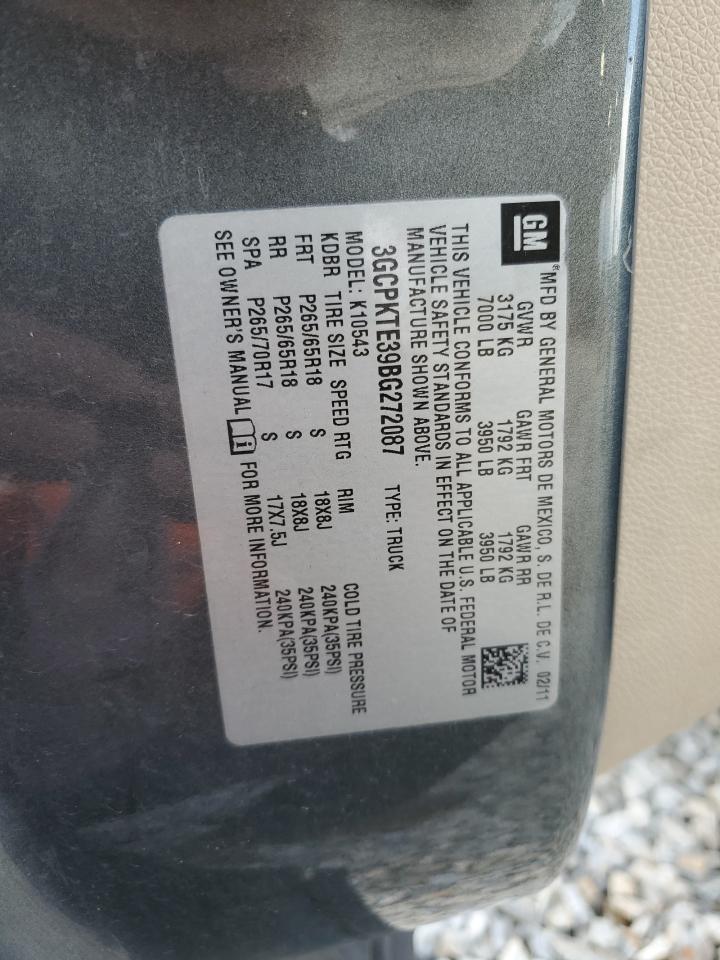 GM
®MFD BY GENERAL MOTORS DE MEXICO, S. DE R.L. DE C.V. 02/11
GVWR GAWR FRT GAWR RR
3175 KG 1792 KG 1792 KG
7000 LB 3950 LB 3950 LB
THIS VEHICLE CONFORMS TO ALL APPLICABLE U.S. FEDERAL MOTOR
VEHICLE SAFETY STANDARDS IN EFFECT ON THE DATE OF
MANUFACTURE SHOWN ABOVE.
3GCPKTE39BG272087 TYPE: TRUCK
MODEL: K10543
KDBR TIRE SIZE SPEED RTG RIM COLD TIRE PRESSURE
FRT P265/65R18 S 18X8J 240KPA(35PSI)
RR P265/65R18 S 18X8J 240KPA(35PSI)
SPA P265/70R17 S 17X7.5J 240KPA(35PSI)
SEE OWNER'S MANUAL i FOR MORE INFORMATION.